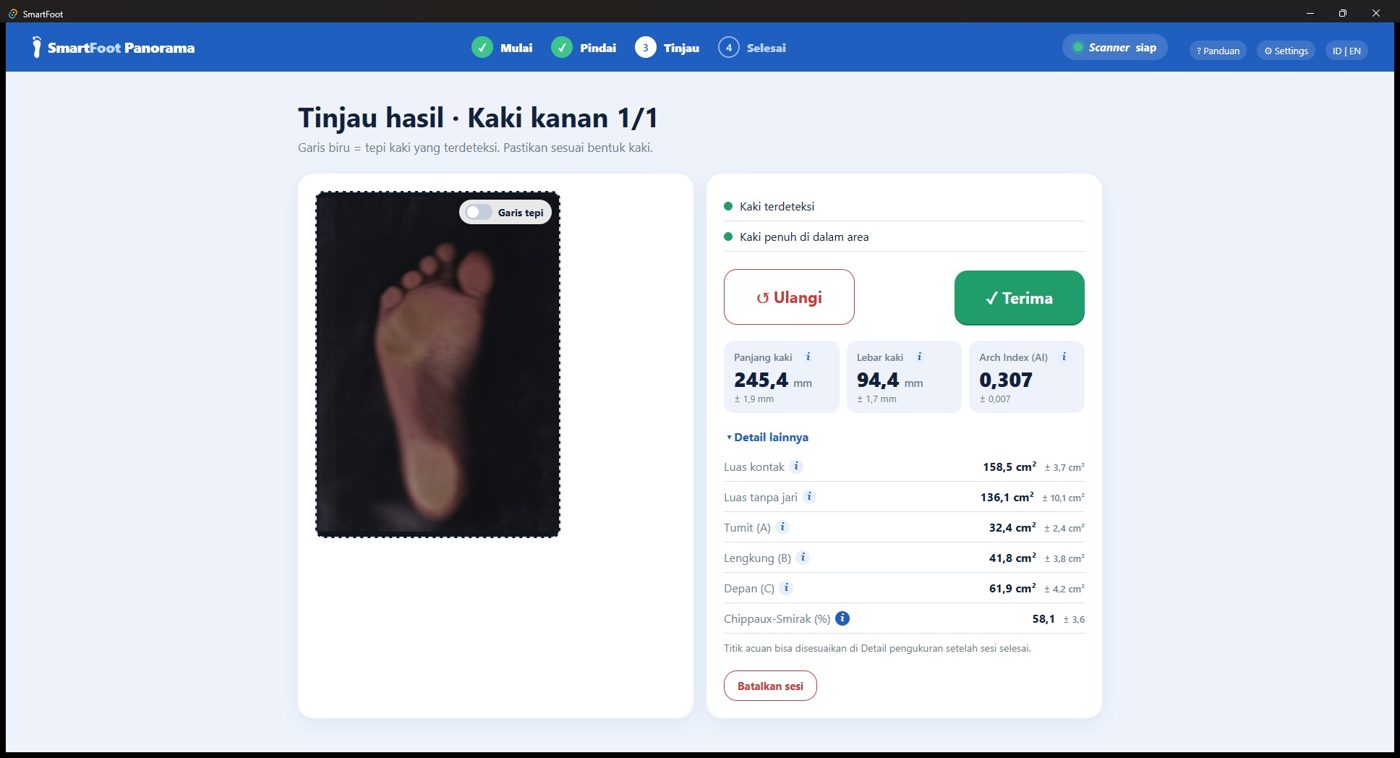 SmartFoot
SmartFoot Panorama
✓ Mulai ✓ Pindai 3 Tinjau 4 Selesai
Scanner siap
? Panduan
⚙ Settings
ID | EN
Tinjau hasil · Kaki kanan 1/1
Garis biru = tepi kaki yang terdeteksi. Pastikan sesuai bentuk kaki.
Garis tepi
Kaki terdeteksi
Kaki penuh di dalam area
↺ Ulangi
✓ Terima
Panjang kaki i
245,4 mm
± 1,9 mm
Lebar kaki i
94,4 mm
± 1,7 mm
Arch Index (AI) i
0,307
± 0,007
▾ Detail lainnya
Luas kontak i 158,5 cm² ± 3,7 cm²
Luas tanpa jari i 136,1 cm² ± 10,1 cm²
Tumit (A) i 32,4 cm² ± 2,4 cm²
Lengkung (B) i 41,8 cm² ± 3,8 cm²
Depan (C) i 61,9 cm² ± 4,2 cm²
Chippaux-Smirak (%) i 58,1 ± 3,6
Titik acuan bisa disesuaikan di Detail pengukuran setelah sesi selesai.
Batalkan sesi